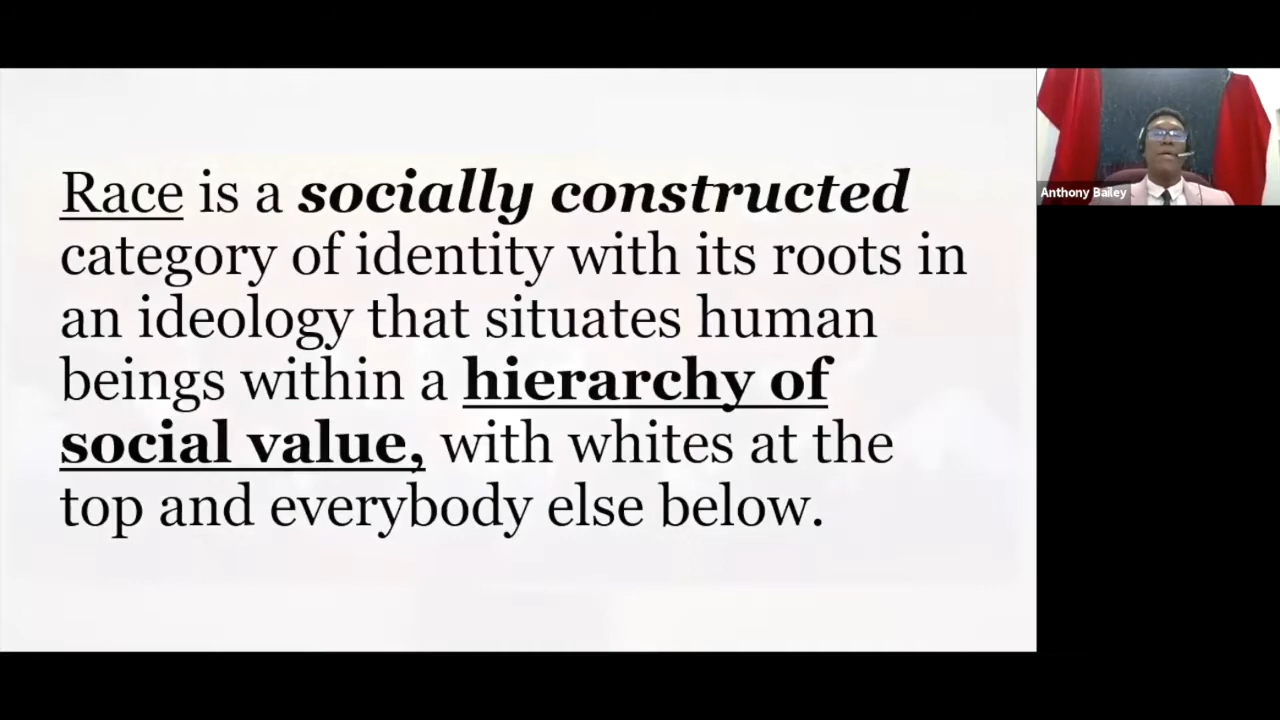 Race is a socially constructed
category of identity with its roots in
an ideology that situates human
beings within a hierarchy of
social value, with whites at the
top and everybody else below.
Anthony Bailey